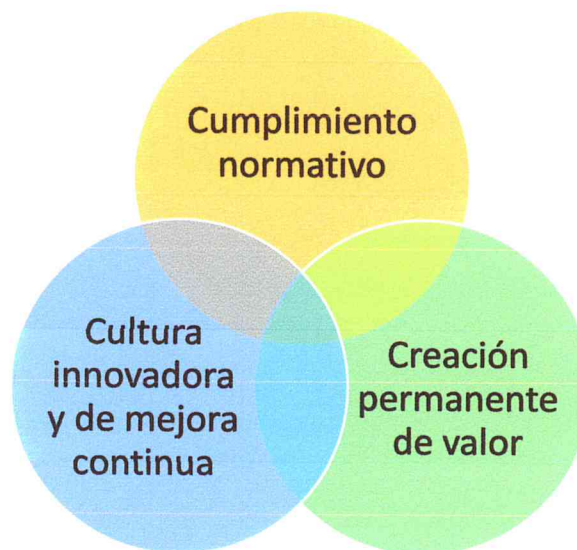 Cumplimiento
normativo
Cultura
innovadora
y de mejora
continua
Creación
permanente
de valor